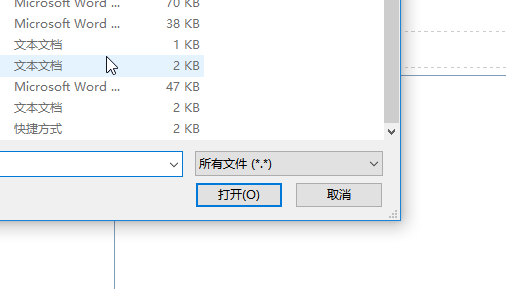 Microsoft Word ... 70 KB
Microsoft Word ... 38 KB
文本文档 1 KB
文本文档 2 KB
Microsoft Word ... 47 KB
文本文档 2 KB
快捷方式 2 KB
所有文件 (*.*)
打开(O) 取消